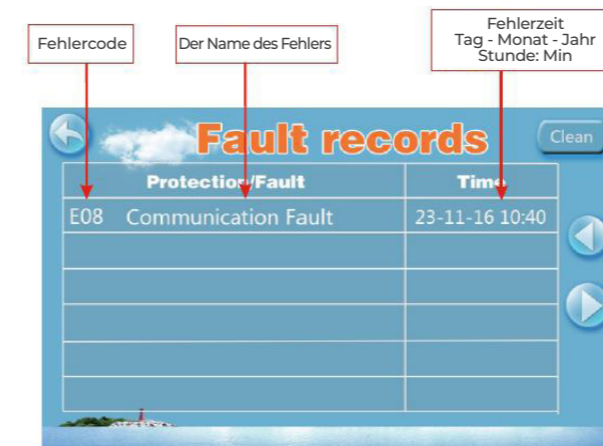 Fehlercode
Der Name des Fehlers
Fehlerzeit
Tag - Monat - Jahr
Stunde: Min
Fault records
Clean
Protection/Fault
Time
E08
Communication Fault
23-11-16 10:40